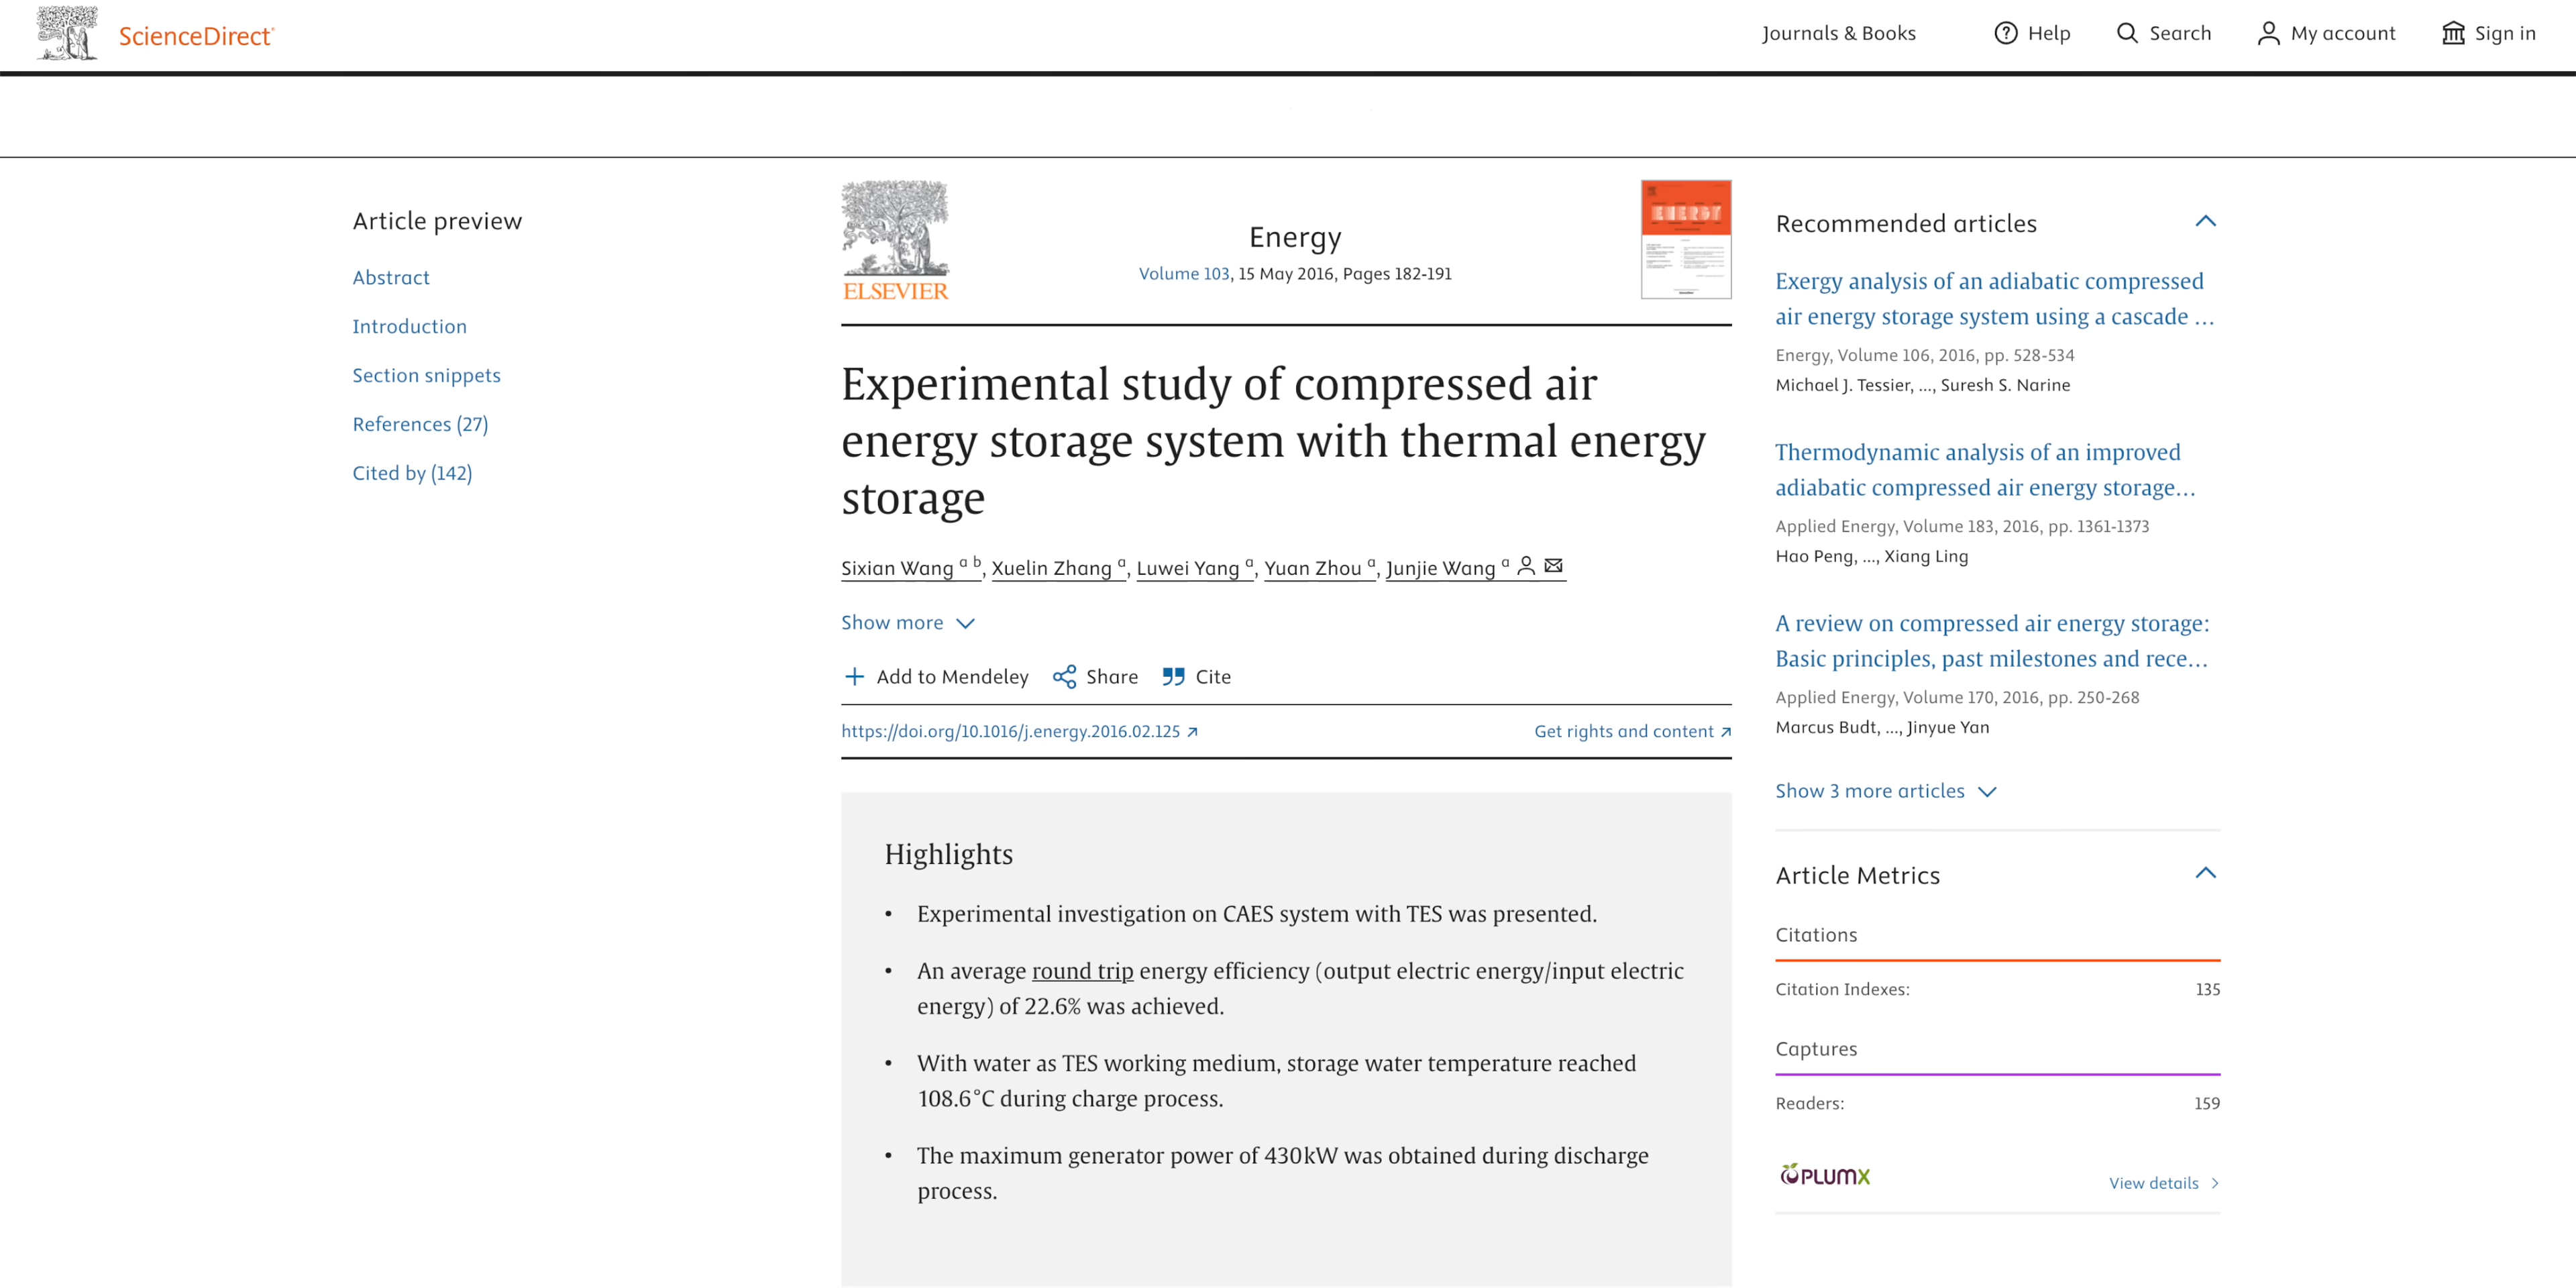 ScienceDirect
Journals & Books
Help
Search
My account
Sign in
Article preview
Abstract
Introduction
Section snippets
References (27)
Cited by (142)
ELSEVIER
Energy
Volume 103, 15 May 2016, Pages 182-191
ENERGY
Experimental study of compressed air
energy storage system with thermal energy
storage
Sixian Wang a b, Xuelin Zhang a, Luwei Yang a, Yuan Zhou a, Junjie Wang a
Show more
Add to Mendeley
Share
Cite
https://doi.org/10.1016/j.energy.2016.02.125
Get rights and content
Highlights
• Experimental investigation on CAES system with TES was presented.
• An average round trip energy efficiency (output electric energy/input electric
energy) of 22.6% was achieved.
• With water as TES working medium, storage water temperature reached
108.6°C during charge process.
• The maximum generator power of 430kW was obtained during discharge
process.
Recommended articles
Exergy analysis of an adiabatic compressed
air energy storage system using a cascade ...
Energy, Volume 106, 2016, pp. 528-534
Michael J. Tessier, ..., Suresh S. Narine
Thermodynamic analysis of an improved
adiabatic compressed air energy storage...
Applied Energy, Volume 183, 2016, pp. 1361-1373
Hao Peng, ..., Xiang Ling
A review on compressed air energy storage:
Basic principles, past milestones and rece...
Applied Energy, Volume 170, 2016, pp. 250-268
Marcus Budt, ..., Jinyue Yan
Show 3 more articles
Article Metrics
Citations
Citation Indexes: 135
Captures
Readers: 159
PLUMX
View details